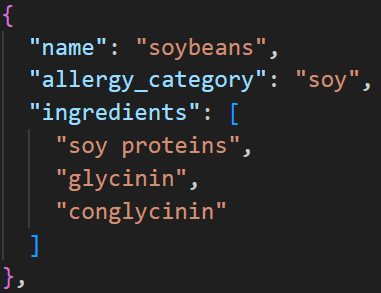 {
"name": "soybeans",
"allergy_category": "soy",
"ingredients": [
"soy proteins",
"glycinin",
"conglycinin"
]
},